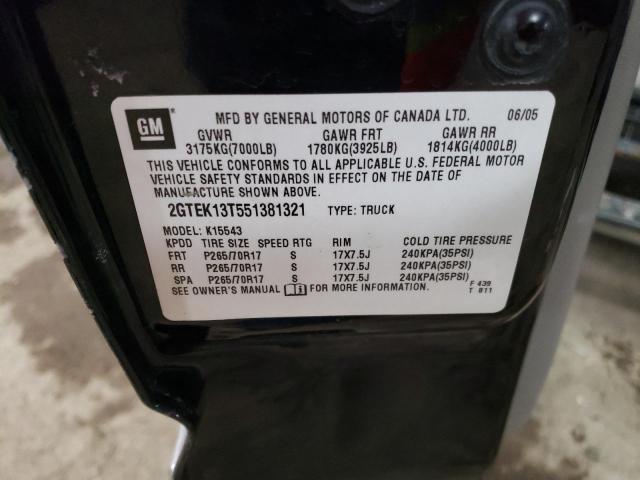 GM
MFD BY GENERAL MOTORS OF CANADA LTD. 06/05
GVWR GAWR FRT GAWR RR
3175KG(7000LB) 1780KG(3925LB) 1814KG(4000LB)
THIS VEHICLE CONFORMS TO ALL APPLICABLE U.S. FEDERAL MOTOR
VEHICLE SAFETY STANDARDS IN EFFECT ON THE DATE OF
MANUFACTURE SHOWN ABOVE.
2GTEK13T551381321 TYPE: TRUCK
MODEL: K15543
KPDD TIRE SIZE SPEED RTG RIM COLD TIRE PRESSURE
FRT P265/70R17 S 17X7.5J 240KPA(35PSI)
RR P265/70R17 S 17X7.5J 240KPA(35PSI)
SPA P265/70R17 S 17X7.5J 240KPA(35PSI)
SEE OWNER'S MANUAL FOR MORE INFORMATION. F 439
T 811